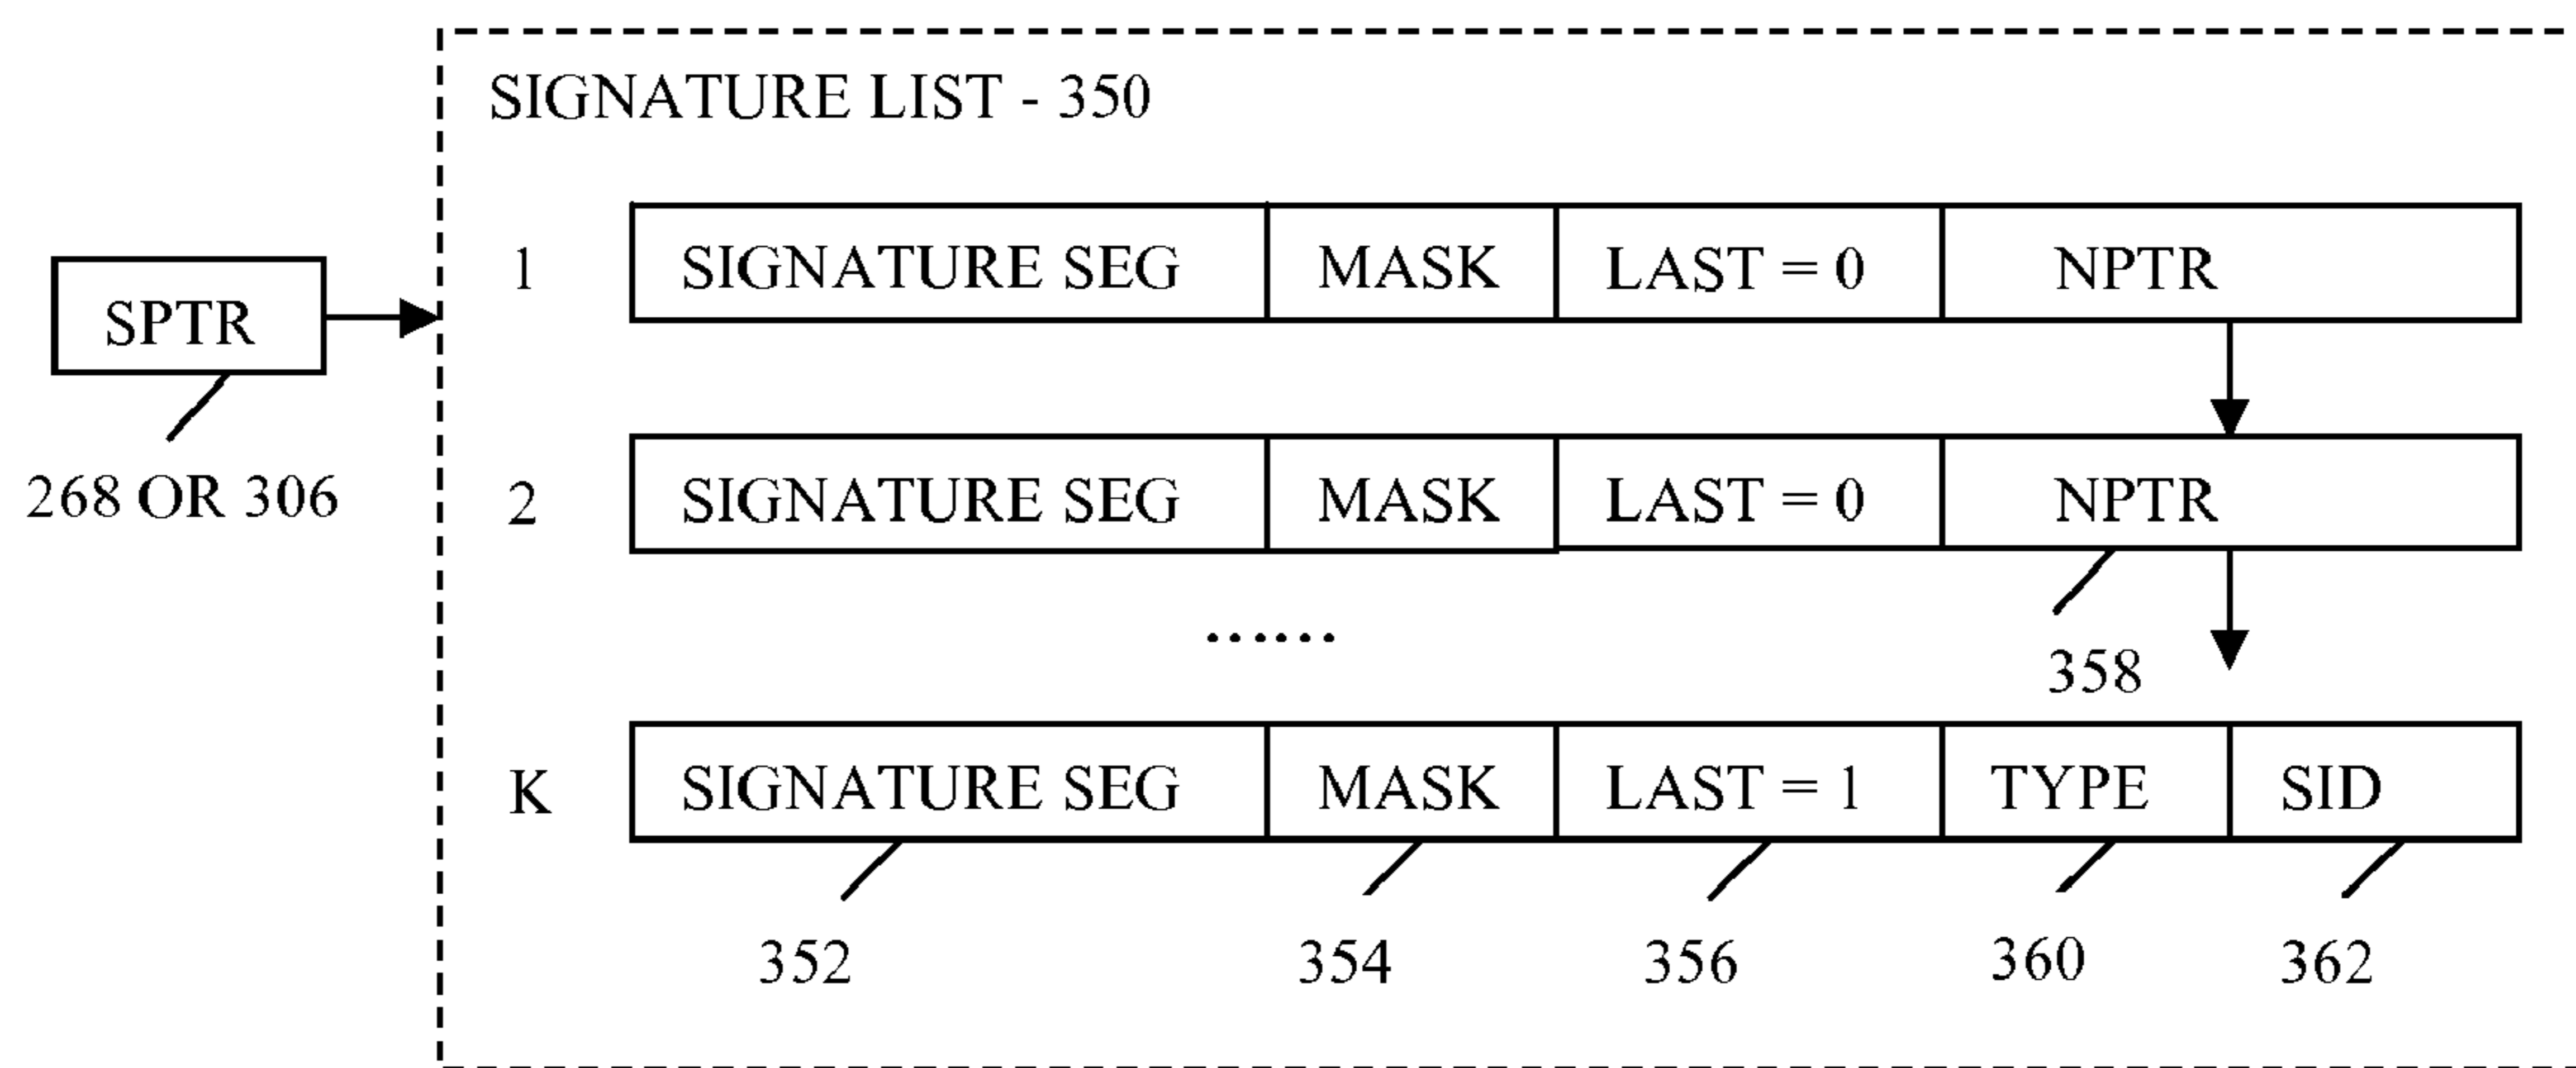 SIGNATURE LIST - 350
1 SIGNATURE SEG MASK LAST = 0 NPTR
SPTR
268 OR 306
2 SIGNATURE SEG MASK LAST = 0 NPTR
......
358
K SIGNATURE SEG MASK LAST = 1 TYPE SID
352 354 356 360 362